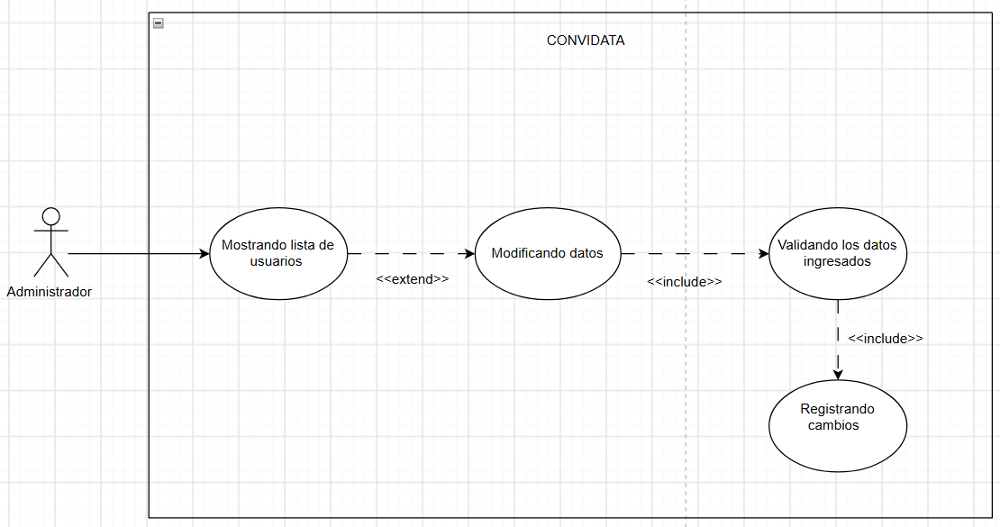 CONVIDATA
Mostrando lista de
usuarios
Modificando datos
Validando los datos
ingresados
<<extend>>
<<include>>
Administrador
<<include>>
Registrando
cambios